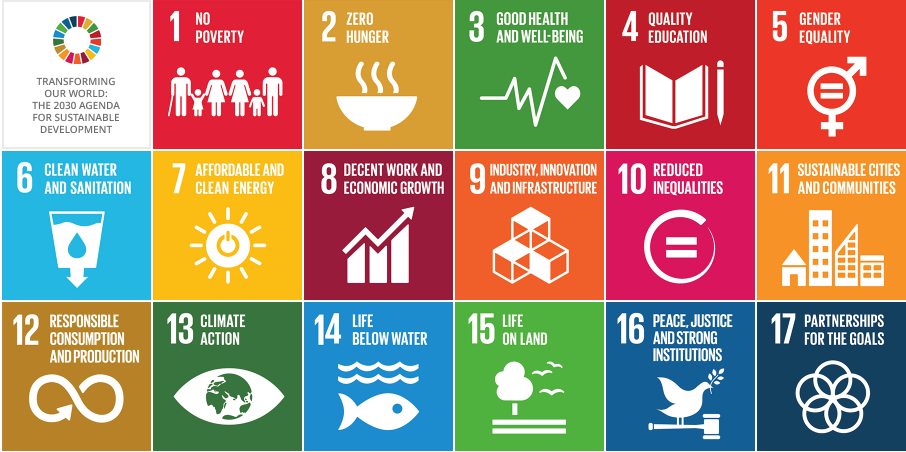 TRANSFORMING
OUR WORLD:
THE 2030 AGENDA
FOR SUSTAINABLE
DEVELOPMENT
1 NO
POVERTY
2 ZERO
HUNGER
3 GOOD HEALTH
AND WELL-BEING
4 QUALITY
EDUCATION
5 GENDER
EQUALITY
6 CLEAN WATER
AND SANITATION
7 AFFORDABLE AND
CLEAN ENERGY
8 DECENT WORK AND
ECONOMIC GROWTH
9 INDUSTRY, INNOVATION
AND INFRASTRUCTURE
10 REDUCED
INEQUALITIES
11 SUSTAINABLE CITIES
AND COMMUNITIES
12 RESPONSIBLE
CONSUMPTION
AND PRODUCTION
13 CLIMATE
ACTION
14 LIFE
BELOW WATER
15 LIFE
ON LAND
16 PEACE, JUSTICE
AND STRONG
INSTITUTIONS
17 PARTNERSHIPS
FOR THE GOALS